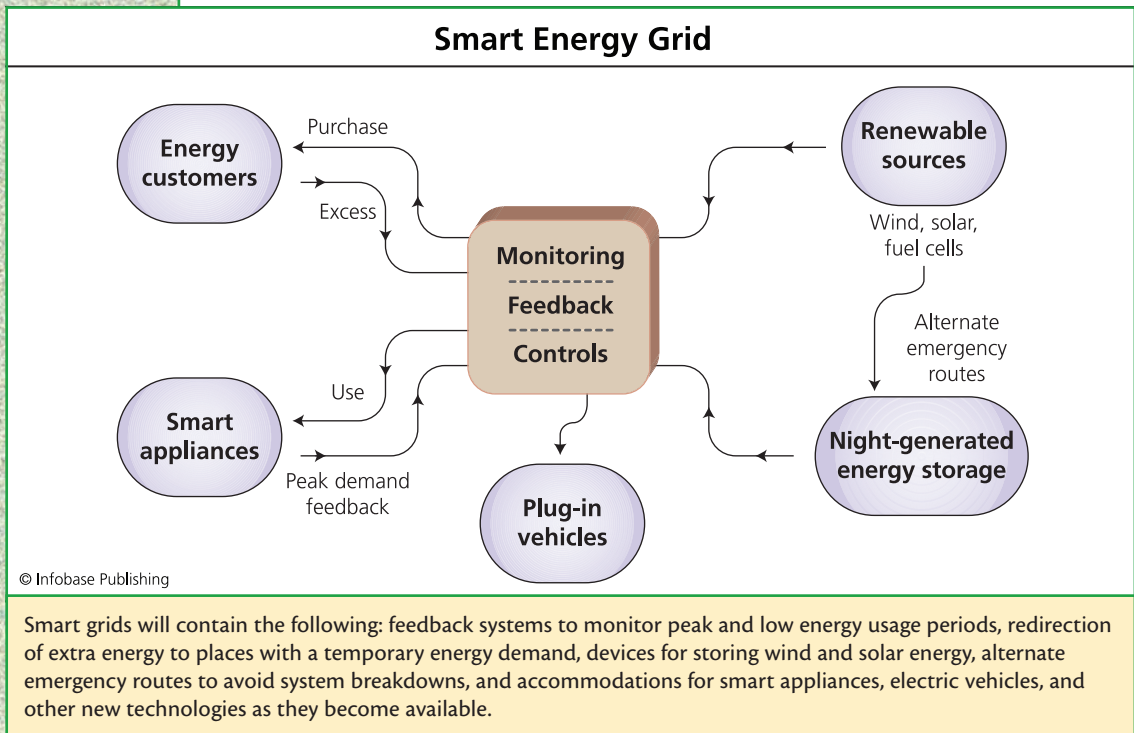 Smart Energy Grid
Energy
customers
Purchase
Excess
Renewable
sources
Wind, solar,
fuel cells
Monitoring
Feedback
Controls
Alternate
emergency
routes
Smart
appliances
Use
Peak demand
feedback
Plug-in
vehicles
Night-generated
energy storage
© Infobase Publishing
Smart grids will contain the following: feedback systems to monitor peak and low energy usage periods, redirection
of extra energy to places with a temporary energy demand, devices for storing wind and solar energy, alternate
emergency routes to avoid system breakdowns, and accommodations for smart appliances, electric vehicles, and
other new technologies as they become available.